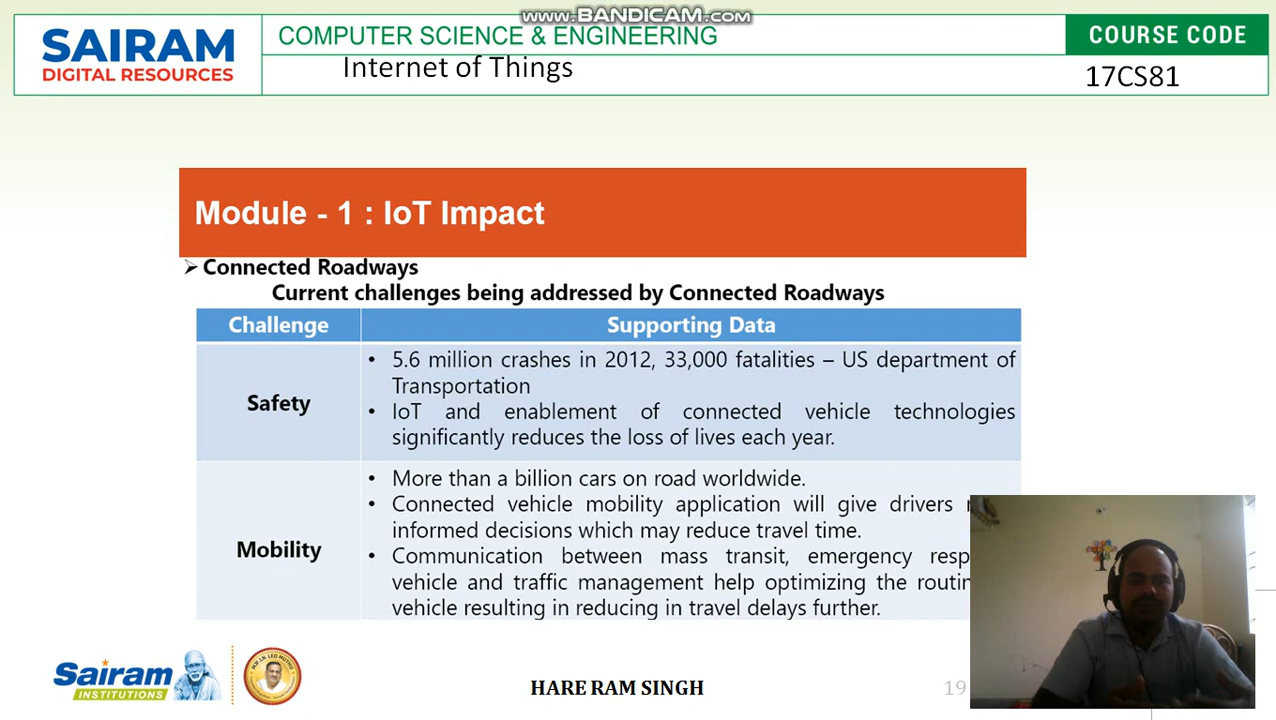 www.BANDICAM.com
SAIRAM
DIGITAL RESOURCES
COMPUTER SCIENCE & ENGINEERING
Internet of Things
COURSE CODE
17CS81
Module - 1 : IoT Impact
➢ Connected Roadways
Current challenges being addressed by Connected Roadways
Challenge
Supporting Data
Safety
• 5.6 million crashes in 2012, 33,000 fatalities – US department of
Transportation
• IoT and enablement of connected vehicle technologies
significantly reduces the loss of lives each year.
Mobility
• More than a billion cars on road worldwide.
• Connected vehicle mobility application will give drivers
informed decisions which may reduce travel time.
• Communication between mass transit, emergency
vehicle and traffic management help optimizing the
vehicle resulting in reducing in travel delays further.
Sairam
INSTITUTIONS
HARE RAM SINGH
19